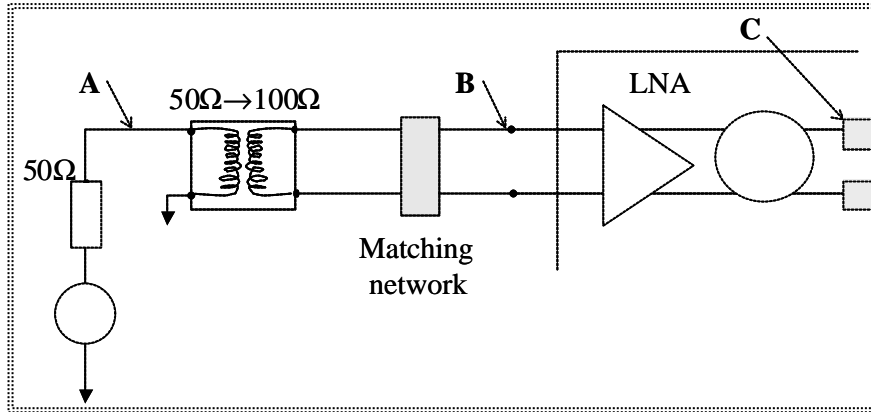 C
LNA
A
50Ω→100Ω
B
50Ω
Matching
network